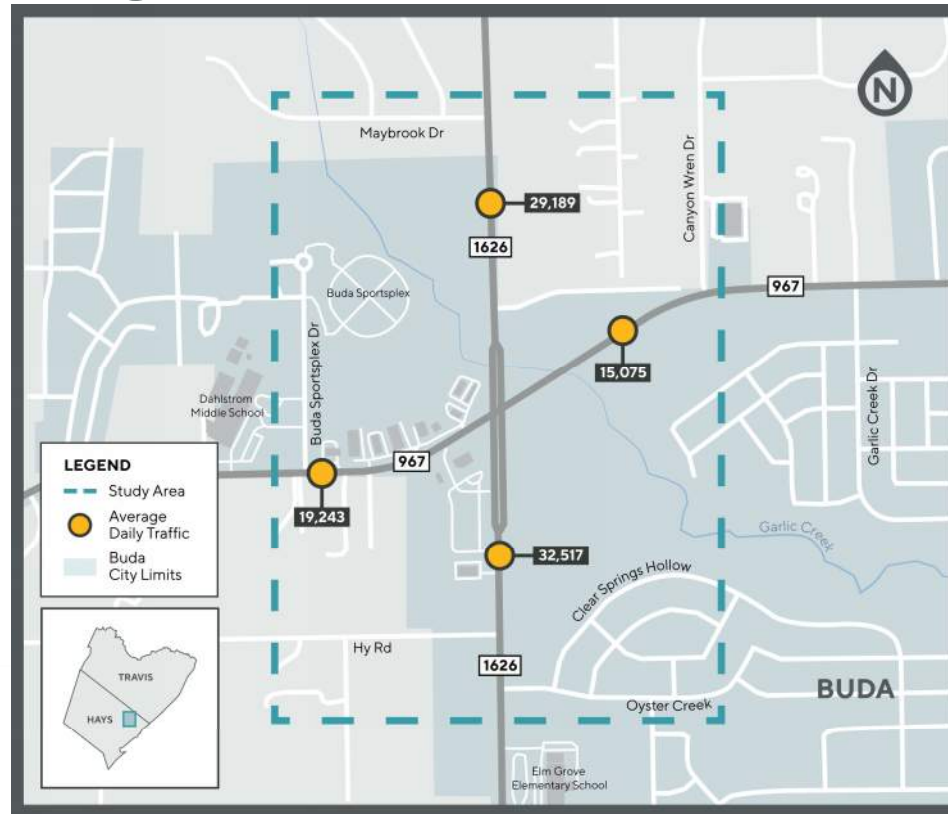 N
Maybrook Dr
Canyon Wren Dr
29,189
1626
967
Buda Sportsplex
15,075
Buda Sportsplex Dr
Dahlstrom
Middle School
Garlic Creek Dr
967
LEGEND
Study Area
Average
Daily Traffic
Buda
City Limits
19,243
32,517
Garlic Creek
Clear Springs Hollow
Hy Rd
1626
BUDA
Oyster Creek
TRAVIS
HAYS
Elm Grove
Elementary School